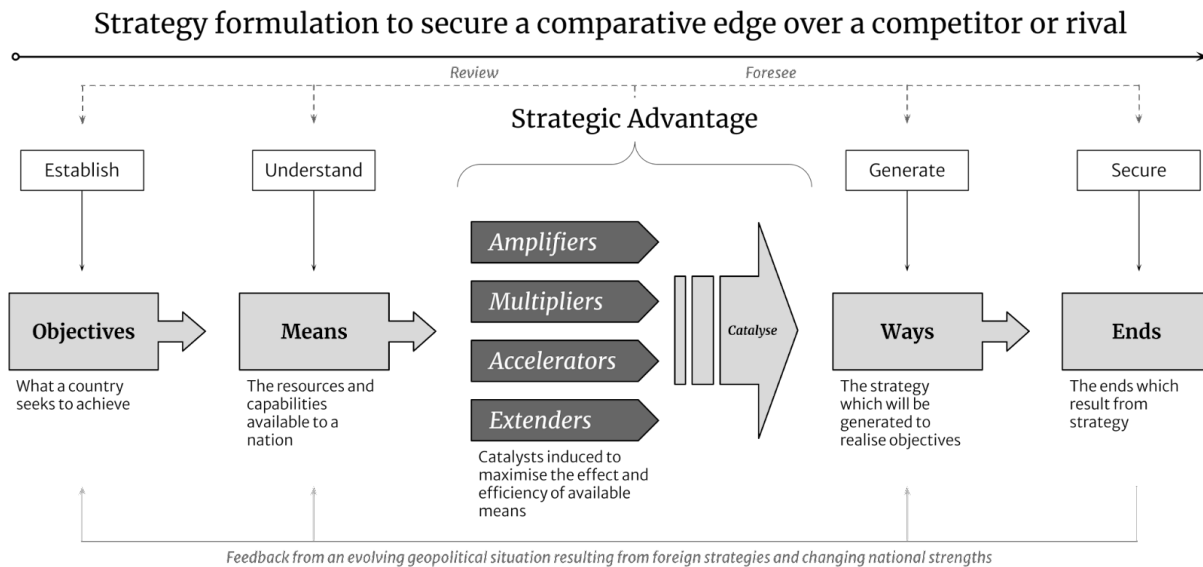 Strategy formulation to secure a comparative edge over a competitor or rival
Review
Foresee
Strategic Advantage
Establish
Understand
Generate
Secure
Amplifiers
Multipliers
Accelerators
Extenders
Catalyse
Objectives
Means
Ways
Ends
What a country
seeks to achieve
The resources and
capabilities
available to a
nation
Catalysts induced to
maximise the effect and
efficiency of available
means
The strategy
which will be
generated to
realise objectives
The ends which
result from
strategy
Feedback from an evolving geopolitical situation resulting from foreign strategies and changing national strengths